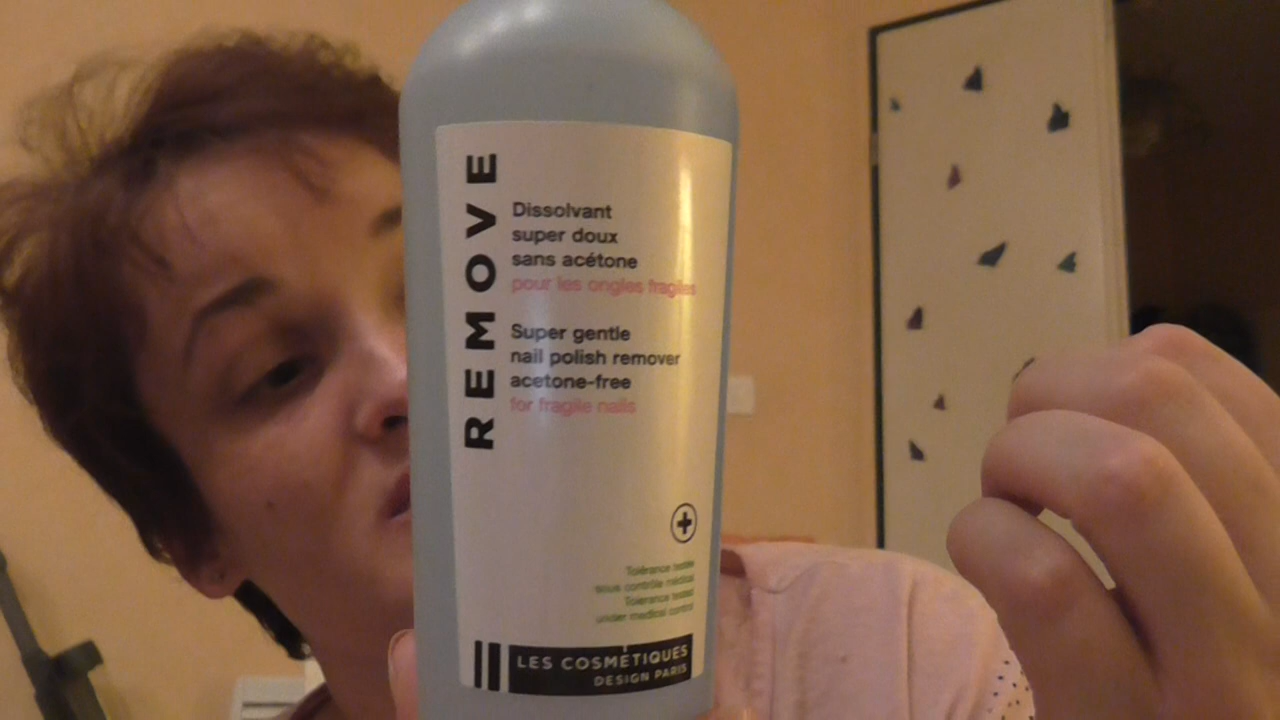 REMOVE
Dissolvant
super doux
sans acétone
pour les ongles fragiles
Super gentle
nail polish remover
acetone-free
for fragile nails
Tolérance testée
sous contrôle médical
Tolerance tested
under medical control
LES COSMÉTIQUES
DESIGN PARIS